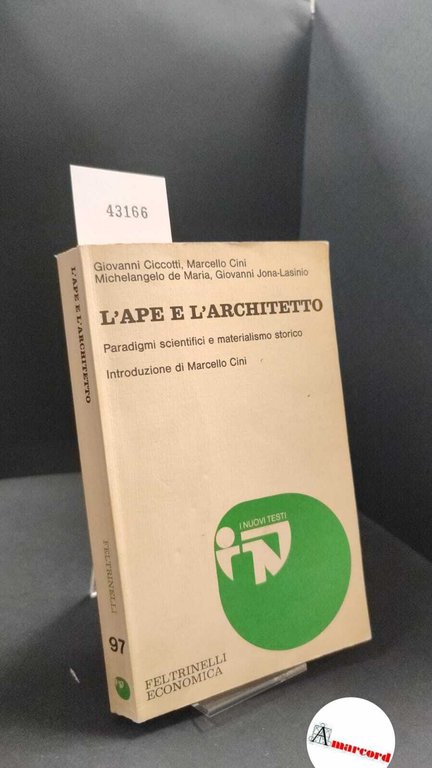 43166
Giovanni Ciccotti, Marcello Cini
Michelangelo de Maria, Giovanni Jona-Lasinio
L'APE E L'ARCHITETTO
Paradigmi scientifici e materialismo storico
Introduzione di Marcello Cini
I NUOVI TESTI
FELTRINELLI
ECONOMICA
L'APE E L'ARCHITETTO
FELTRINELLI
97
Amarcord